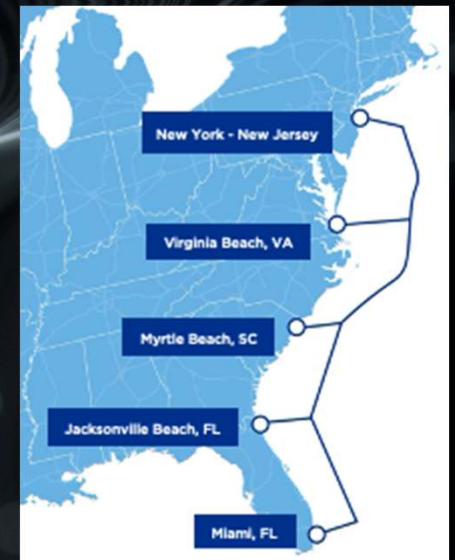 New York - New Jersey
Virginia Beach, VA
Myrtle Beach, SC
Jacksonville Beach, FL
Miami, FL